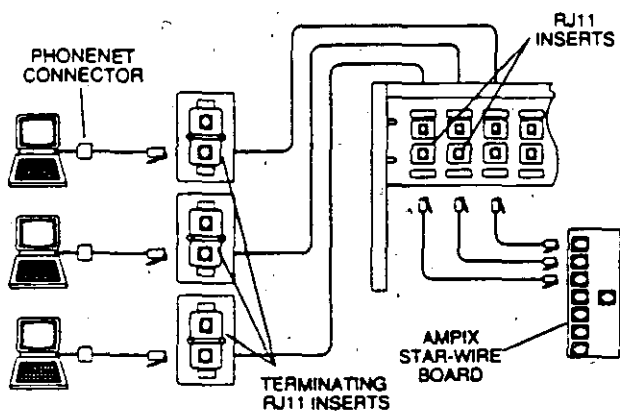 PHONENET
CONNECTOR
RJ11
INSERTS
AMPIX
STAR-WIRE
BOARD
TERMINATING
RJ11 INSERTS